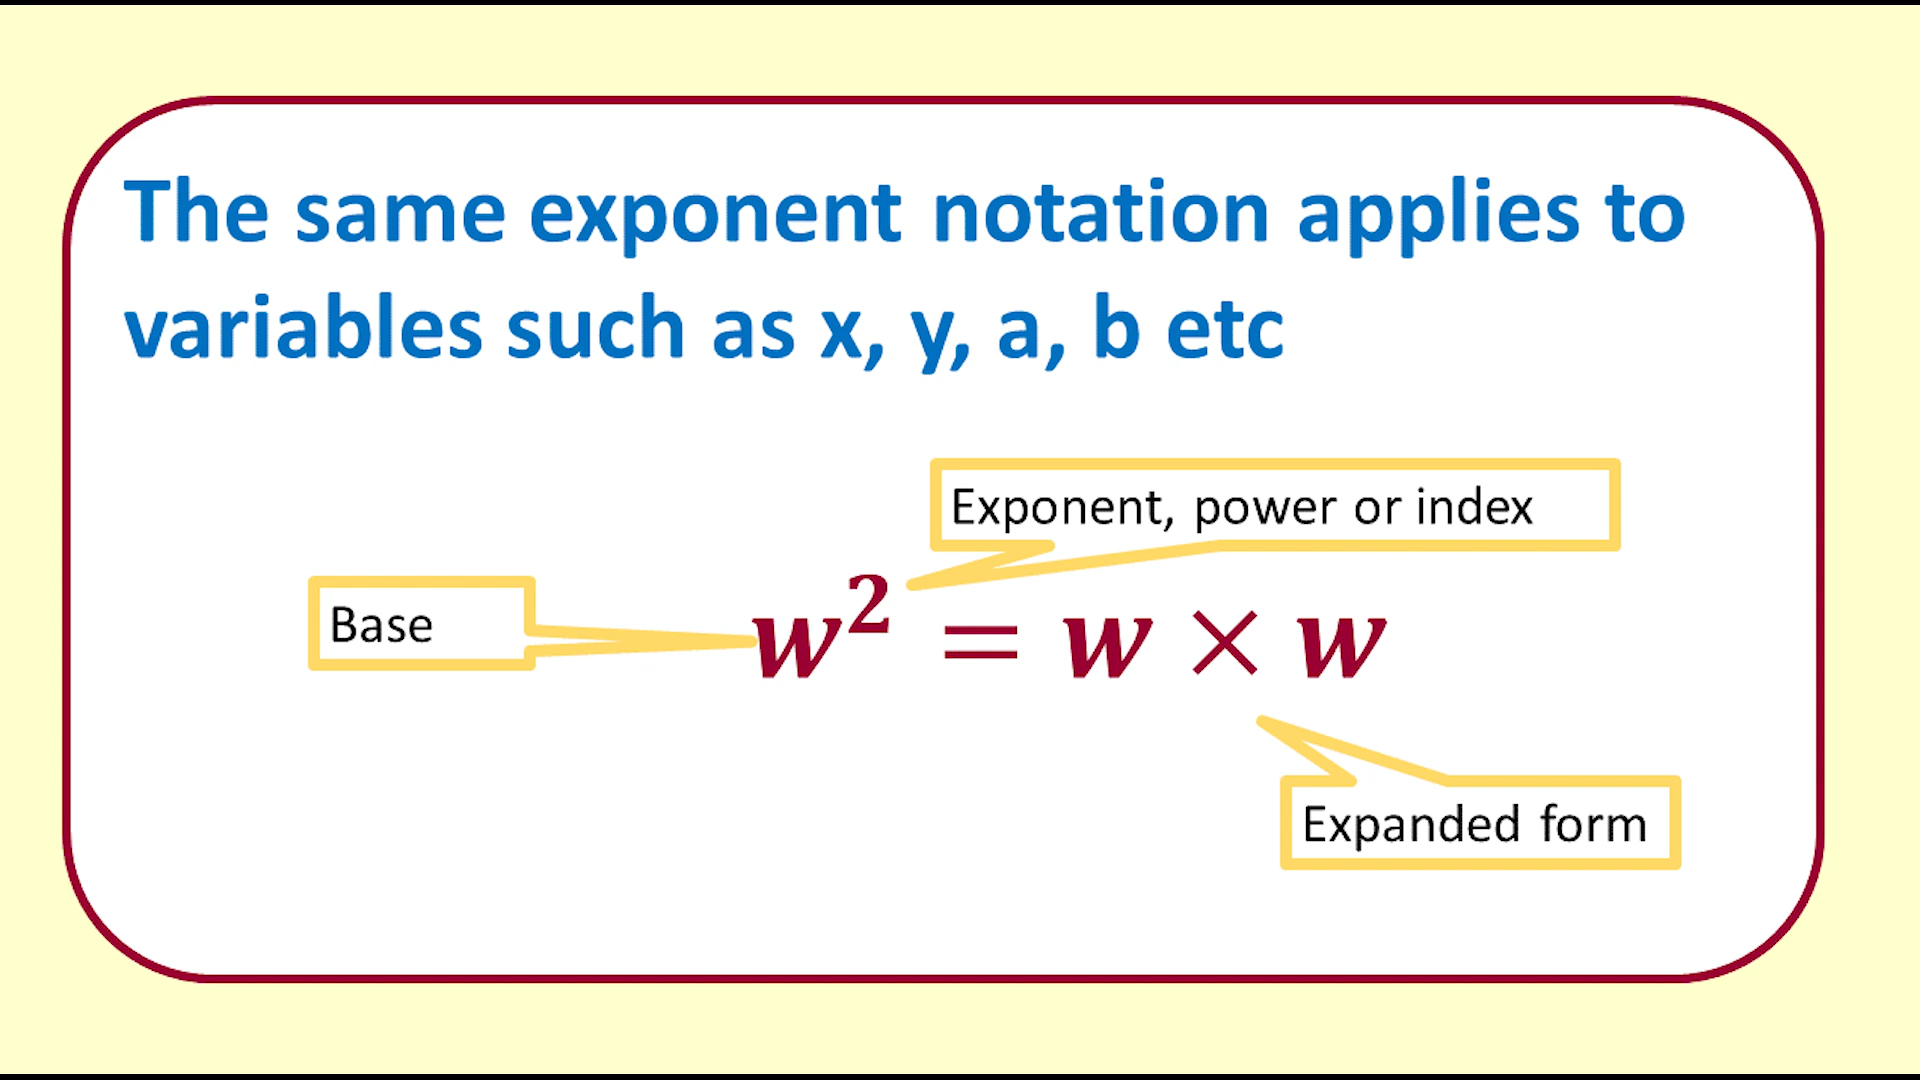 The same exponent notation applies to
variables such as x, y, a, b etc
Exponent, power or index
Base
w² = w × w
Expanded form